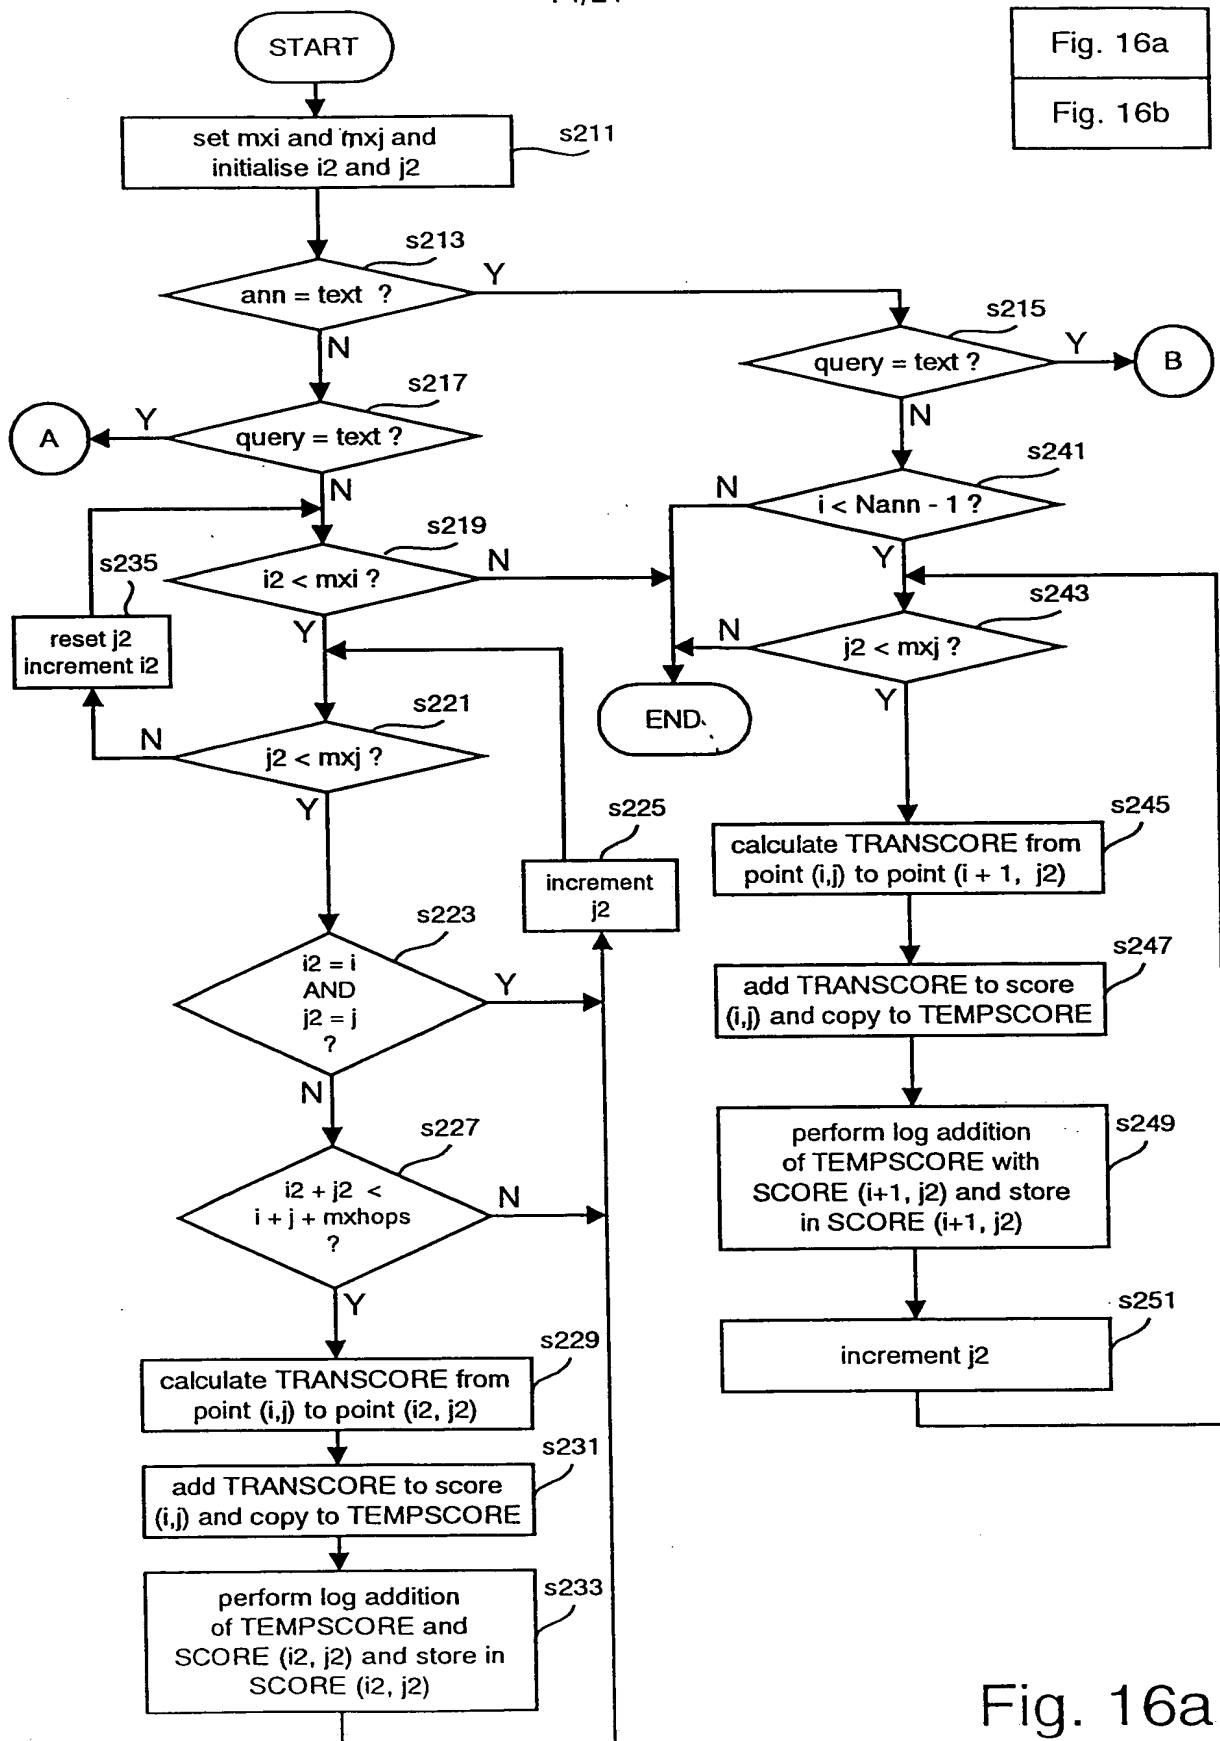 START
Fig. 16a
Fig. 16b
set mxi and mxj and
initialise i2 and j2
s211
s213
ann = text ?
Y
N
s215
query = text ?
Y
B
N
s217
query = text ?
Y
A
N
s241
i < Nann - 1 ?
N
Y
s219
i2 < mxi ?
N
Y
s235
reset j2
increment i2
s243
j2 < mxj ?
N
Y
END
s221
j2 < mxj ?
N
Y
s225
increment
j2
s245
calculate TRANSCORE from
point (i,j) to point (i + 1, j2)
s223
i2 = i
AND
j2 = j
?
Y
N
s247
add TRANSCORE to score
(i,j) and copy to TEMPSCORE
s227
i2 + j2 <
i + j + mxhops
?
N
Y
s249
perform log addition
of TEMPSCORE with
SCORE (i+1, j2) and store
in SCORE (i+1, j2)
s251
increment j2
s229
calculate TRANSCORE from
point (i,j) to point (i2, j2)
s231
add TRANSCORE to score
(i,j) and copy to TEMPSCORE
s233
perform log addition
of TEMPSCORE and
SCORE (i2, j2) and store in
SCORE (i2, j2)
Fig. 16a